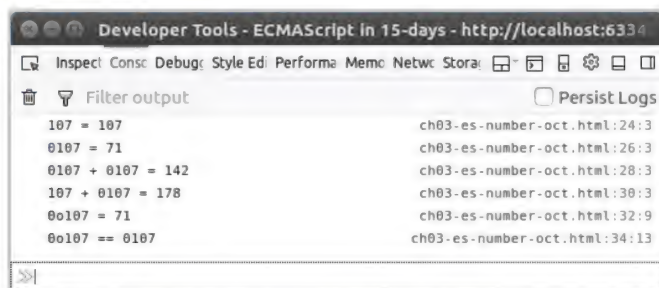 Developer Tools - ECMAScript in 15-days - http://localhost:6334
Inspect Consc Debugg Style Edi Performa Memc Netwc Storag
Filter output Persist Logs
107 = 107 ch03-es-number-oct.html:24:3
0107 = 71 ch03-es-number-oct.html:26:3
0107 + 0107 = 142 ch03-es-number-oct.html:28:3
107 + 0107 = 178 ch03-es-number-oct.html:30:3
0o107 = 71 ch03-es-number-oct.html:32:9
0o107 == 0107 ch03-es-number-oct.html:34:13